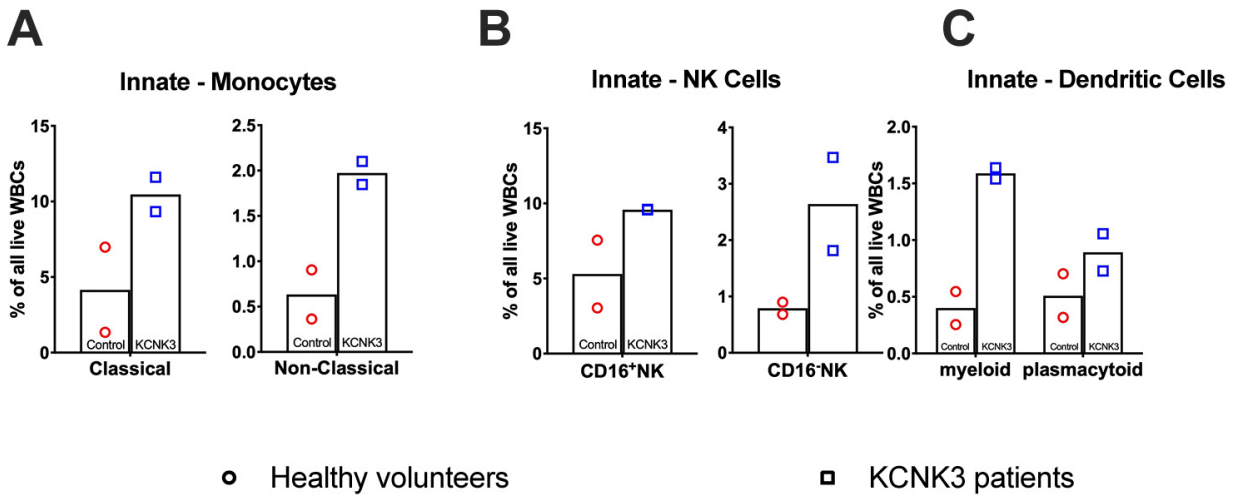 A
B
C
Innate - Monocytes
Innate - NK Cells
Innate - Dendritic Cells
% of all live WBCs
15
10
5
0
Control
KCNK3
Classical
2.5
2.0
1.5
1.0
0.5
0.0
Control
KCNK3
Non-Classical
% of all live WBCs
15
10
5
0
Control
KCNK3
CD16⁺NK
4
3
2
1
0
CD16⁻NK
% of all live WBCs
2.0
1.5
1.0
0.5
0.0
Control
KCNK3
Control
KCNK3
myeloid
plasmacytoid
Healthy volunteers
KCNK3 patients